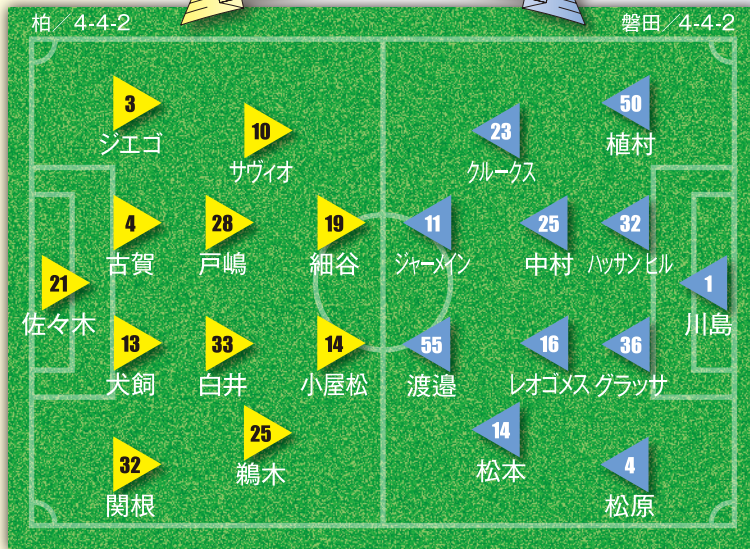 柏/4-4-2
磐田/4-4-2
3
ジエゴ
10
サヴィオ
23
クルークス
50
植村
4
古賀
28
戸嶋
19
細谷
11
ジャーメイン
25
中村
32
ハッサン ヒル
21
佐々木
1
川島
13
犬飼
33
白井
14
小屋松
55
渡邉
16
レオゴメス
36
グラッサ
25
鵜木
14
松本
32
関根
4
松原